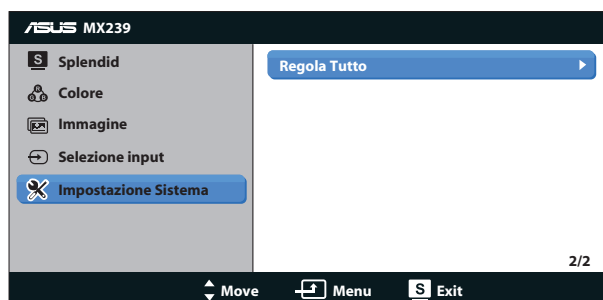 ASUS MX239
S Splendid
Colore
Immagine
Selezione input
Impostazione Sistema
Regola Tutto
2/2
Move Menu S Exit